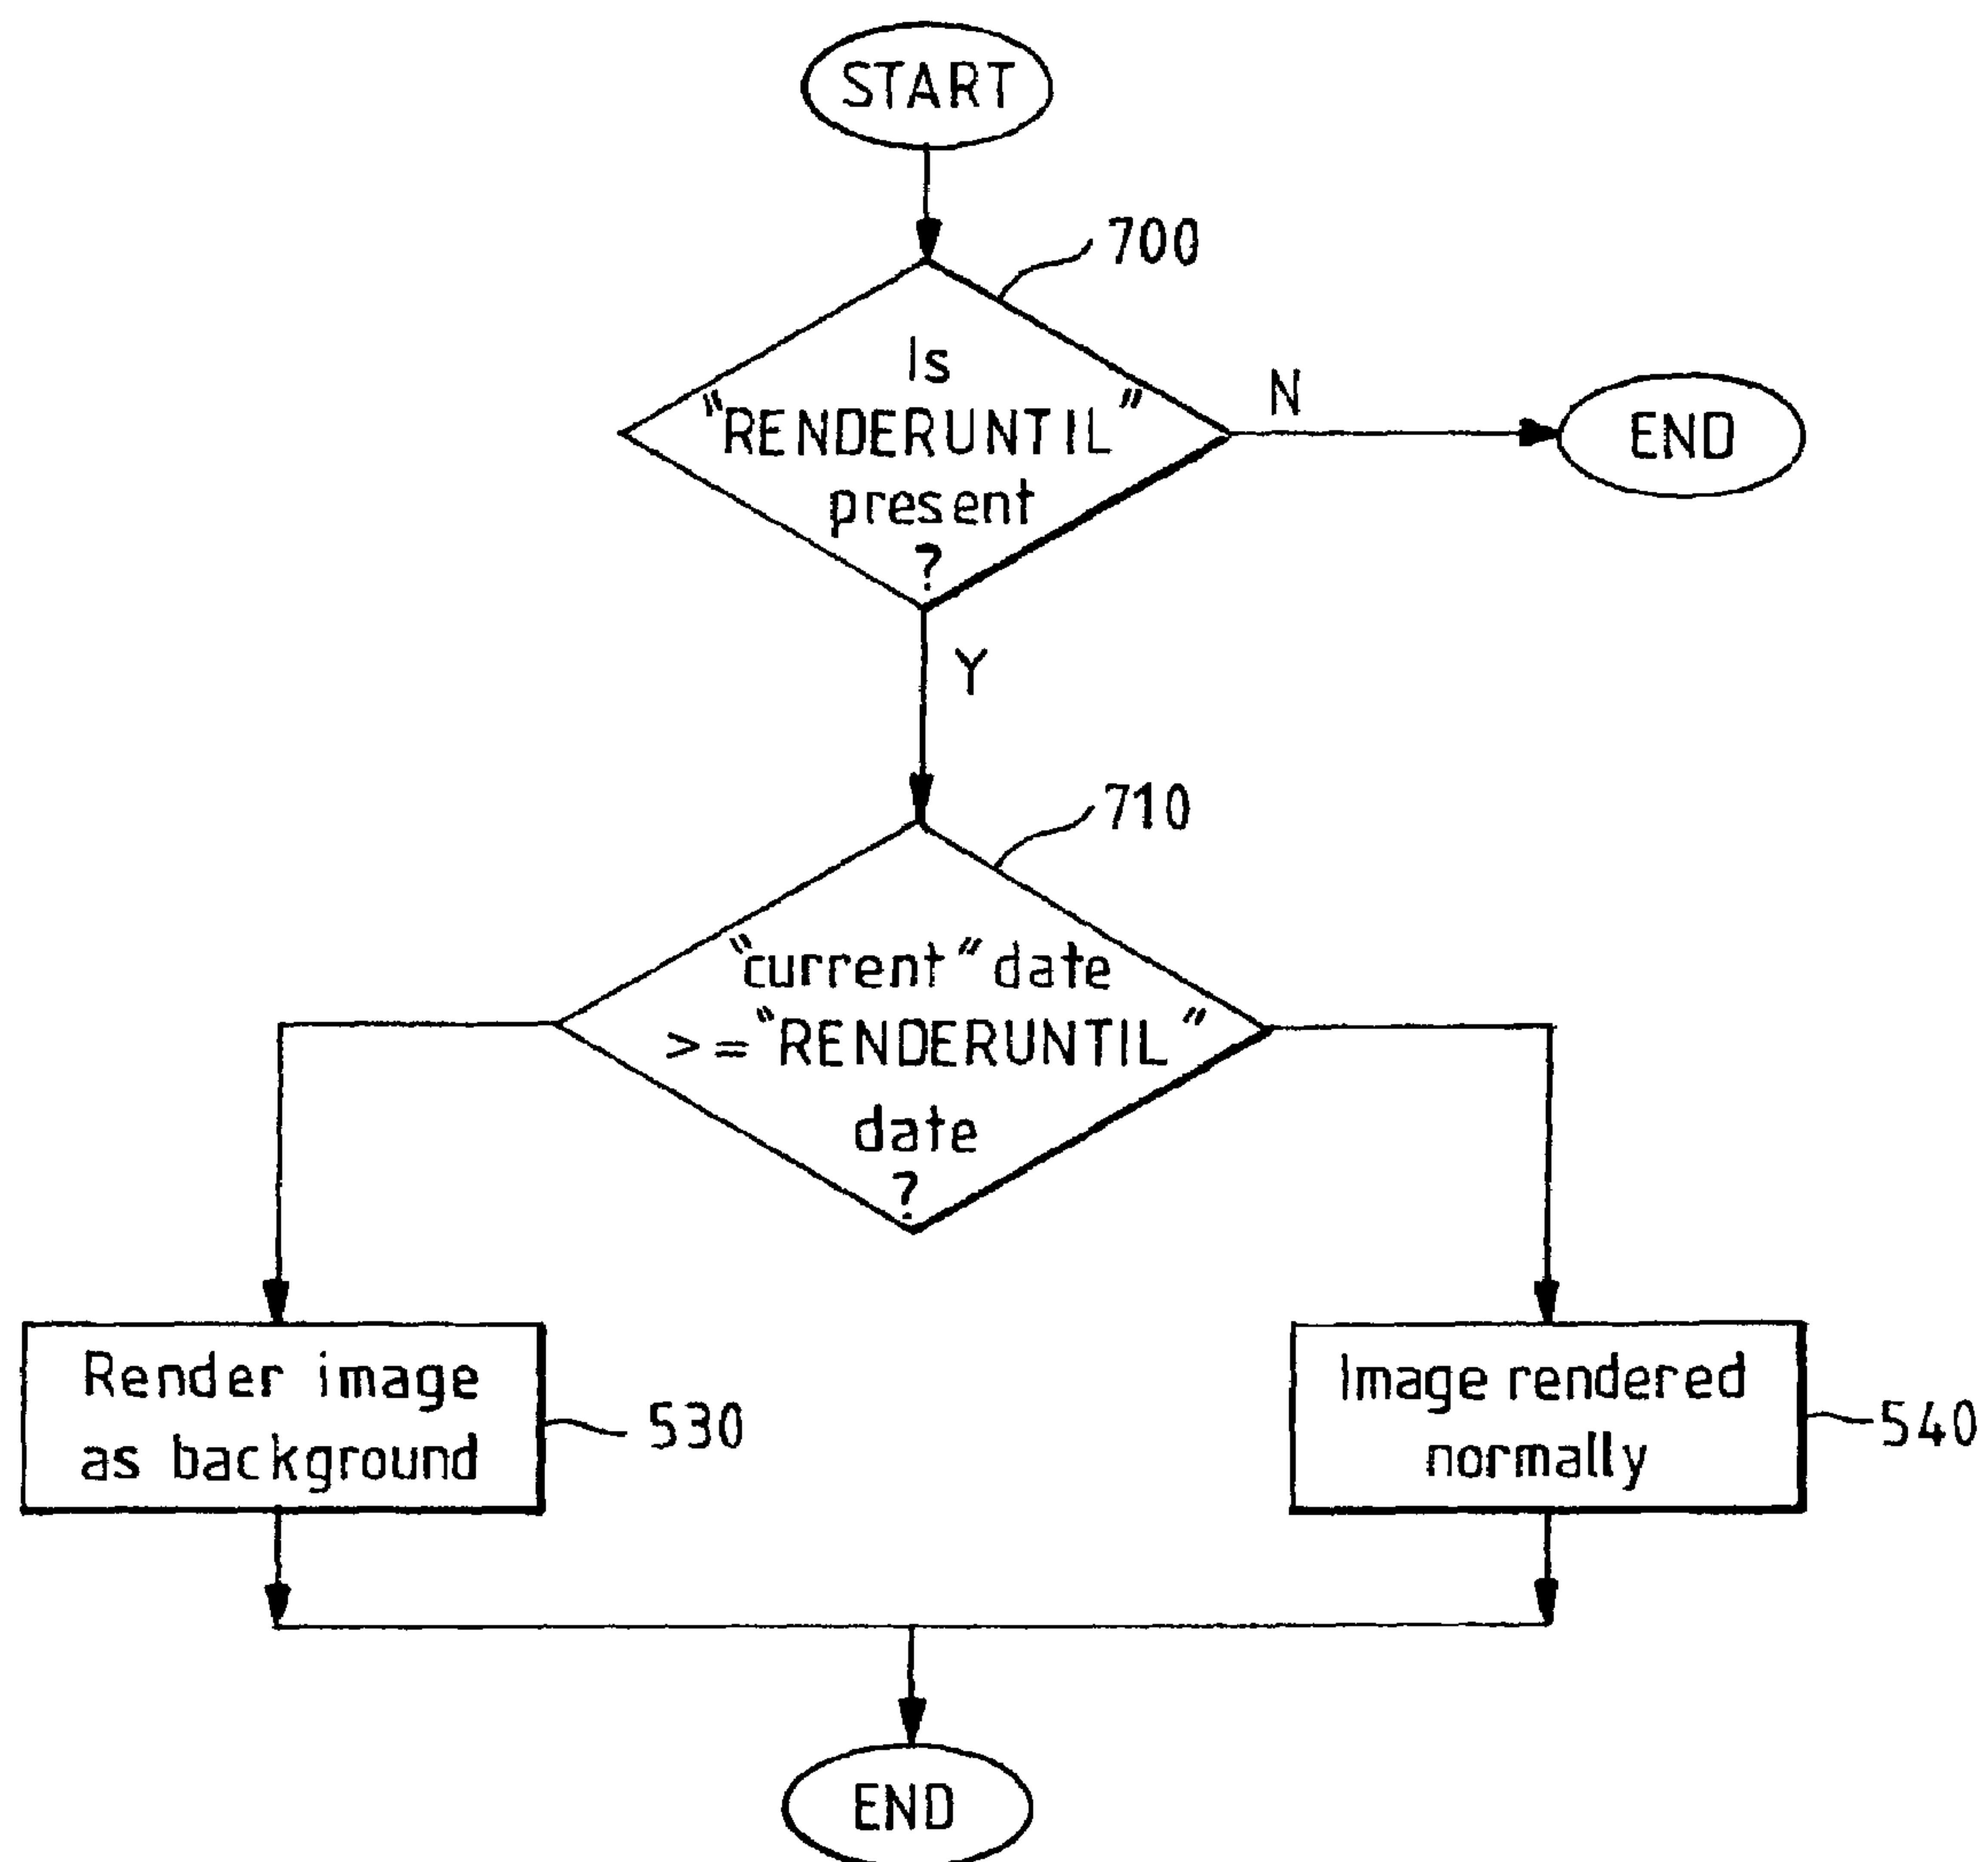 START
700
Is
“RENDERUNTIL”
present
?
N
END
Y
710
“current” date
>= “RENDERUNTIL”
date
?
Render image
as background
530
Image rendered
normally
540
END